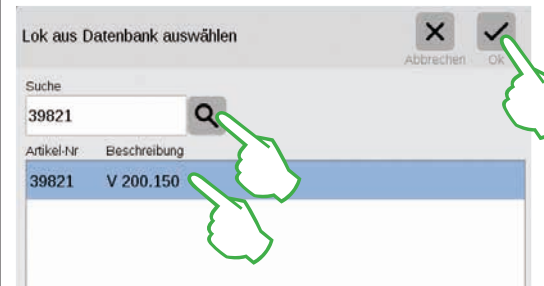 Lok aus Datenbank auswählen
Abbrechen Ok
Suche
39821
Artikel-Nr Beschreibung
39821 V 200.150